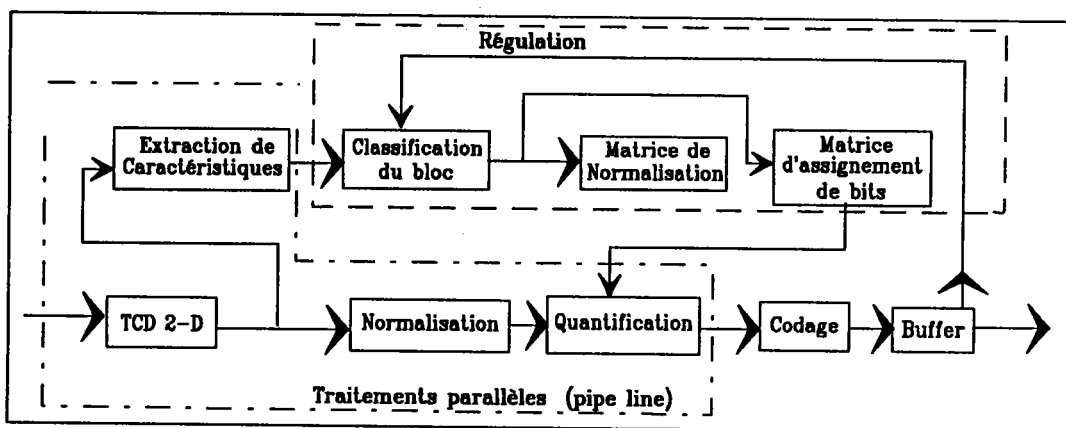 Régulation
Extraction de
Caractéristiques
Classification
du bloc
Matrice de
Normalisation
Matrice
d'assignement
de bits
TCD 2-D
Normalisation
Quantification
Codage
Buffer
Traitements parallèles (pipe line)